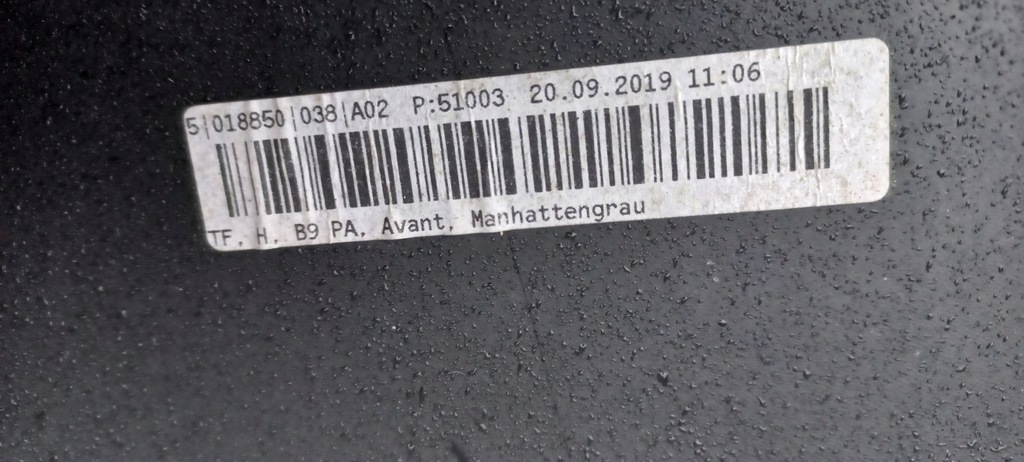 5|018850|038|A02 P:51003 20.09.2019 11:06
TF, H, B9 PA, Avant, Manhattengrau